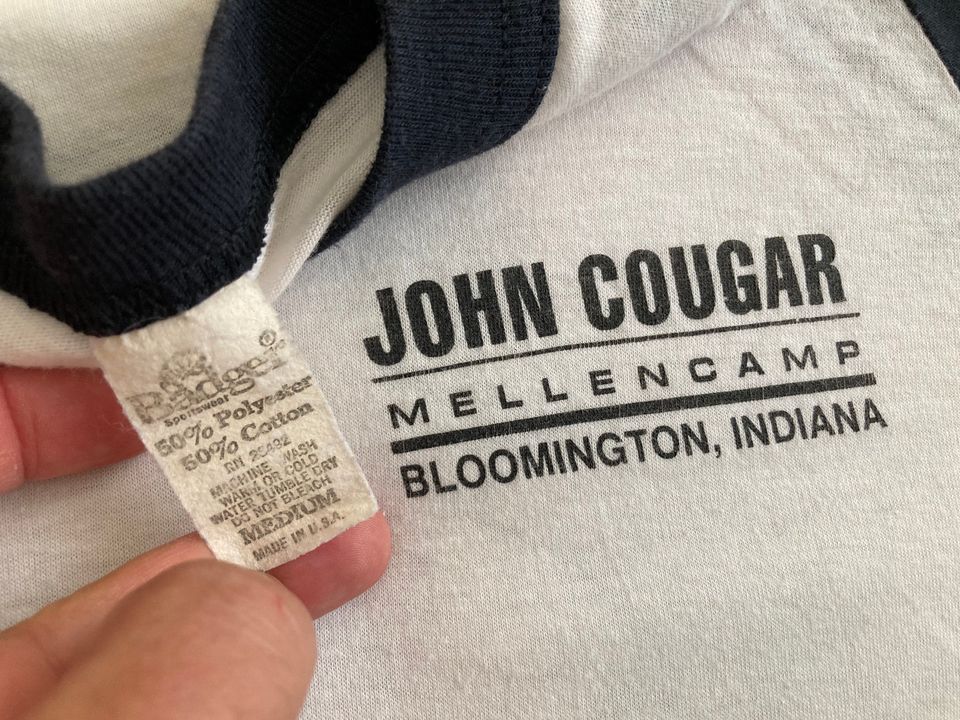 Badger®
Sportswear
50% Polyester
50% Cotton
MACHINE WASH
WARM OR COLD
WATER TUMBLE DRY
DO NOT BLEACH
MEDIUM
MADE IN U.S.A.
JOHN COUGAR
MELLENCAMP
BLOOMINGTON, INDIANA